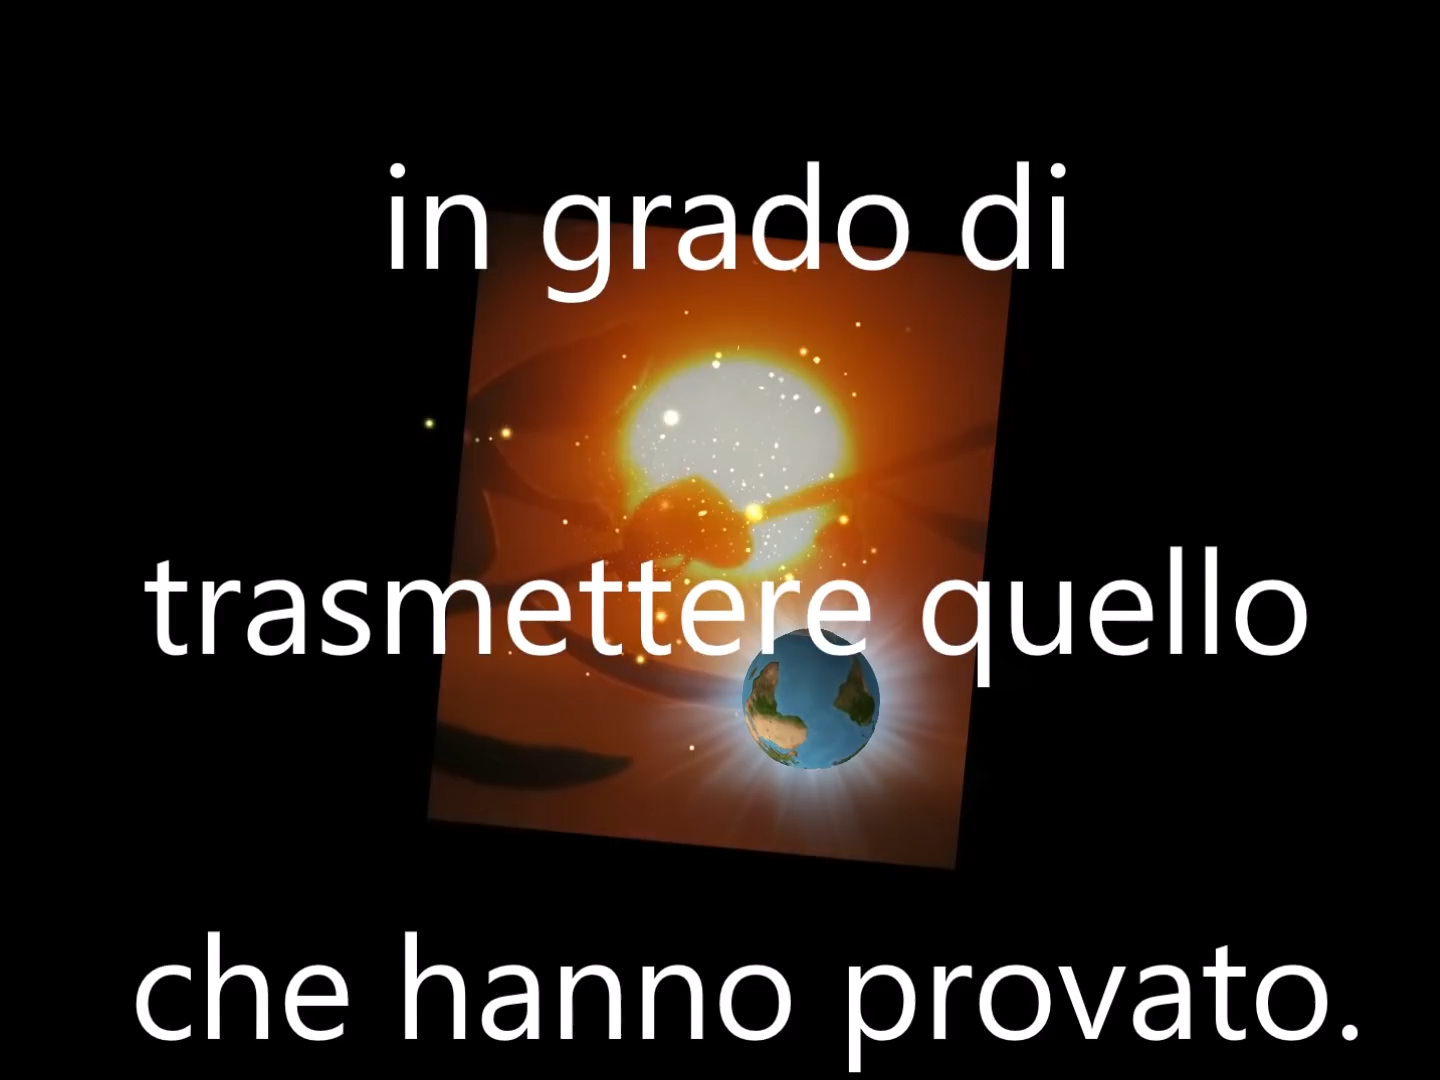 in grado di
trasmettere quello
che hanno provato.